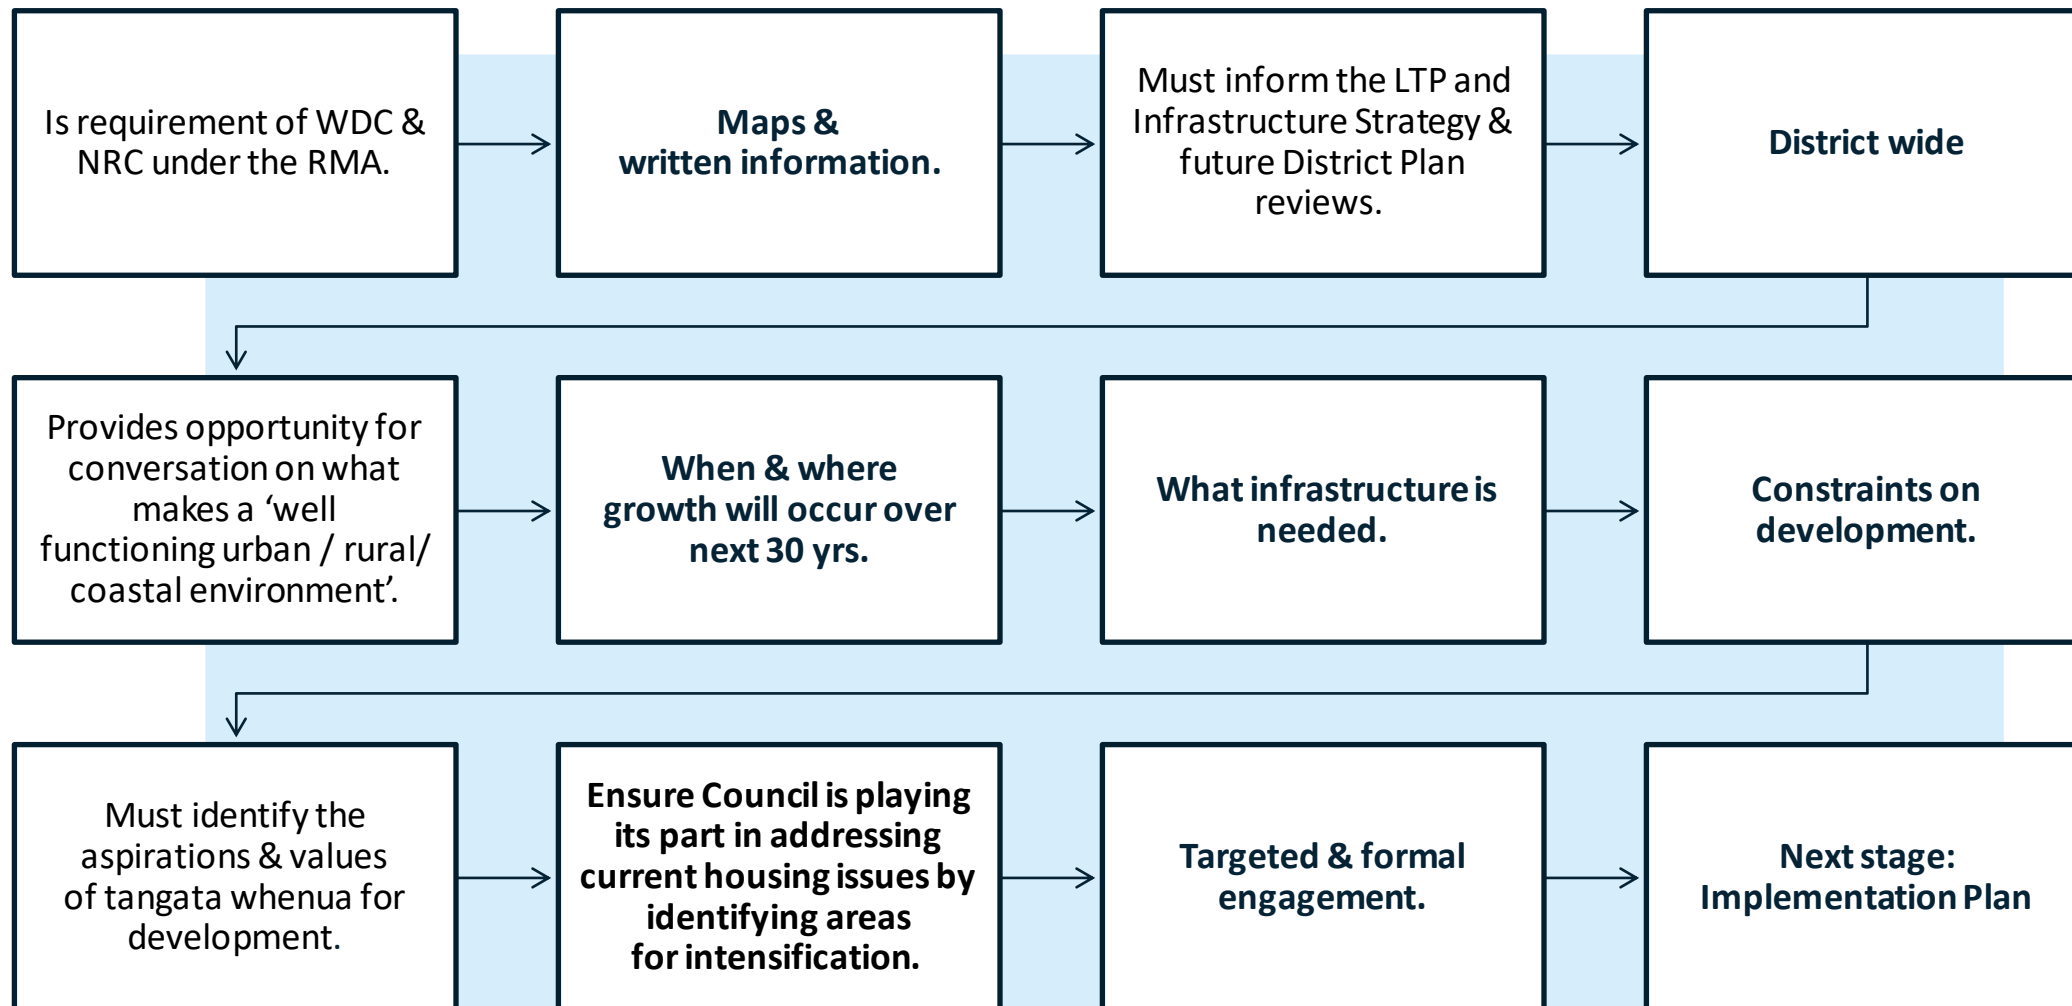 Is requirement of WDC &
NRC under the RMA.
Maps &
written information.
Must inform the LTP and
Infrastructure Strategy &
future District Plan
reviews.
District wide
Provides opportunity for
conversation on what
makes a ‘well
functioning urban / rural/
coastal environment’.
When & where
growth will occur over
next 30 yrs.
What infrastructure is
needed.
Constraints on
development.
Must identify the
aspirations & values
of tangata whenua for
development.
Ensure Council is playing
its part in addressing
current housing issues by
identifying areas
for intensification.
Targeted & formal
engagement.
Next stage:
Implementation Plan